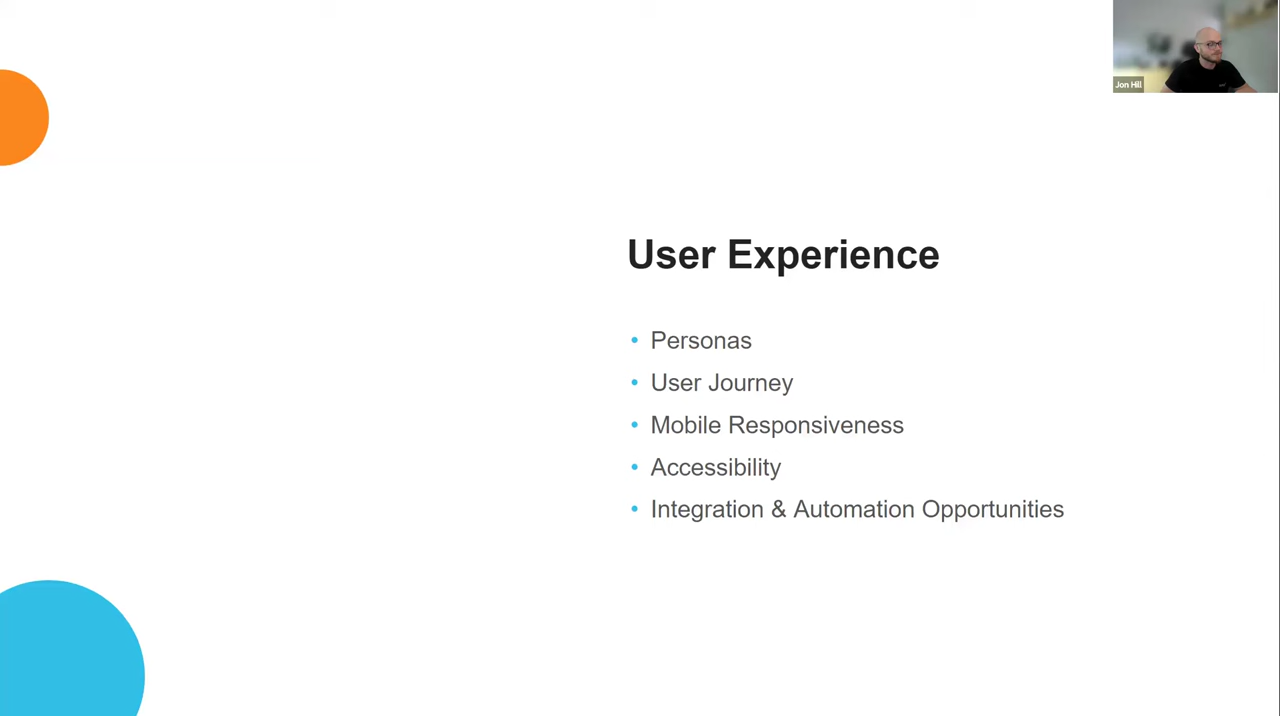 Jon Hill
User Experience
• Personas
• User Journey
• Mobile Responsiveness
• Accessibility
• Integration & Automation Opportunities